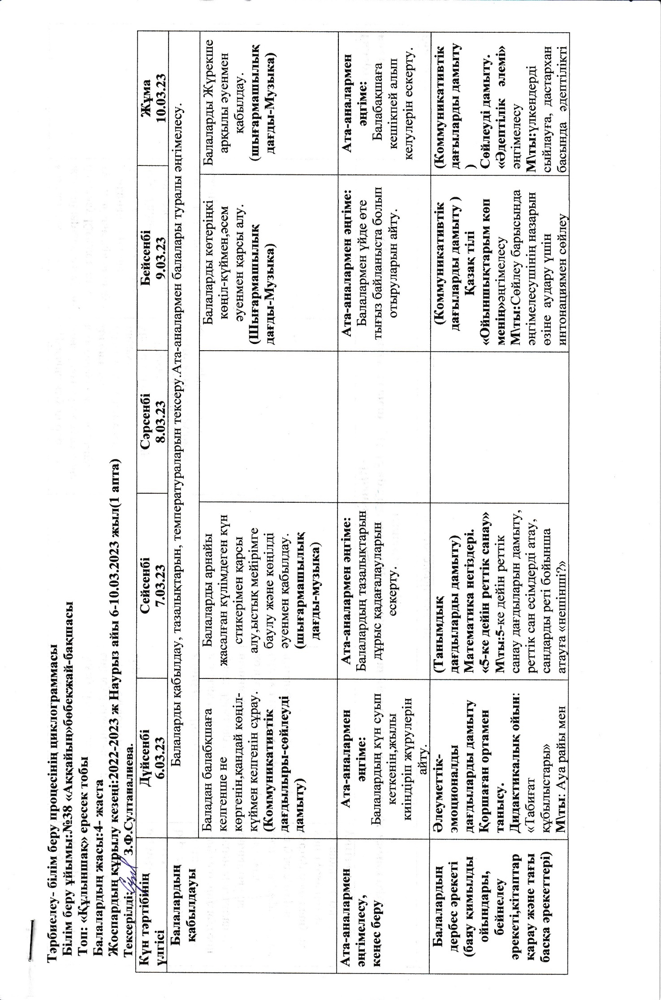 Тәрбиелеу- білім беру процесінің циклограммасы
Білім беру ұйымы:№38 «Аққайың»бөбекжай-бақшасы
Топ: «Құлыншақ» ересек тобы
Балалардың жасы:4- жаста
Жоспардың құрылу кезеңі:2022-2023 ж Наурыз айы 6-10.03.2023 жыл(1 апта)
Тексерілді: З.Ф.Султаналиева.
Күн тәртібінің
үлгісі
Дүйсенбі
6.03.23
Сейсенбі
7.03.23
Сәрсенбі
8.03.23
Бейсенбі
9.03.23
Жұма
10.03.23
Балалардың
қабылдауы
Балаларды қабылдау, тазалықтарын, температураларын тексеру.Ата-аналармен балалары туралы әңгімелесу.
Баладан балабқшаға
келгенше не
көргенін,қандай көңіл-
күймен келгенін сұрау.
(Коммуникативтік
дағдылыры-сөйлеуді
дамыту)
Балаларды арнайы
жасалған күлімдеген күн
стикерімен қарсы
алу,ыстық мейірімге
баулу және көңілді
әуенмен қабылдау.
(шығармашылық
дағды-музыка)
Балаларды көтеріңкі
көңіл-күймен,әсем
әуенмен қарсы алу.
(Шығармашылық
дағды-Музыка)
Балаларды Жүрекше
арқылы әуенмен
қабылдау.
(шығармашылық
дағды-Музыка)
Ата-аналармен
әңгімелесу,
кеңес беру
Ата-аналармен
әңгіме:
Балалардың күн суып
кеткенін,жылы
киіндіріп жүрулерін
айту.
Ата-аналармен әңгіме:
Балалардың тазалықтарын
дұрыс қадағалауларын
ескерту.
Ата-аналармен әңгіме:
Балалармен үйде өте
тығыз байланыста болып
отыруларын айту.
Ата-аналармен
әңгіме:
Балабақшаға
кешікпей алып
келулерін ескерту.
Балалардың
дербес әрекеті
(баяу қимылды
ойындары,
бейнелеу
әрекеті,кітаптар
қарау және тағы
басқа әрекеттері)
Әлеуметтік-
эмоционалды
дағдыларды дамыту
Қоршаған ортамен
танысу.
Дидактикалық ойын:
«Табиғат
құбылыстары»
М\ты: Ауа райы мен
(Танымдық
дағдыларды дамыту)
Математика негіздері.
«5-ке дейін реттік санау»
М\ты:5-ке дейін реттік
санау дағдыларын дамыту,
реттік сан есімдерді атау,
сандарды реті бойынша
атауға «нешінші?»
(Коммуникативтік
дағыларды дамыту )
Қазақ тілі
«Ойыншықтарым көп
менің»әңгімелесу
М\ты:Сөйлеу барысында
әңгімелесушінің назарын
өзіне аудару үшін
интонациямен сөйлеу
(Коммуникативтік
дағыларды дамыту
)
Сөйлеуді дамыту.
«Әдептілік әлемі»
әңгімелесу
М\ты:үлкендерді
сыйлауға, дастархан
басында әдептілікті